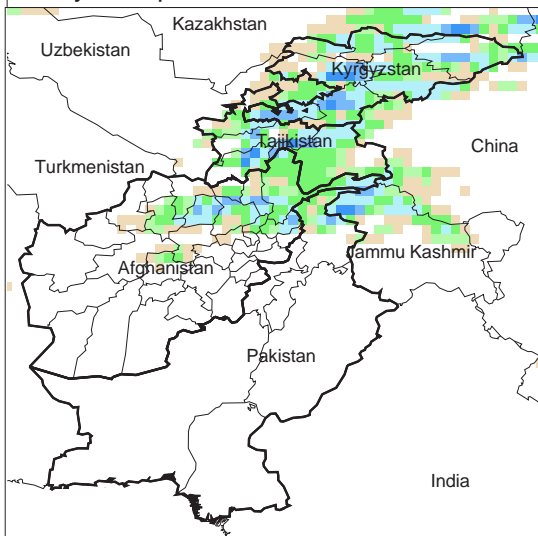 Kazakhstan
Uzbekistan
Kyrgyzstan
Tajikistan
China
Turkmenistan
Jammu Kashmir
Afghanistan
Pakistan
India